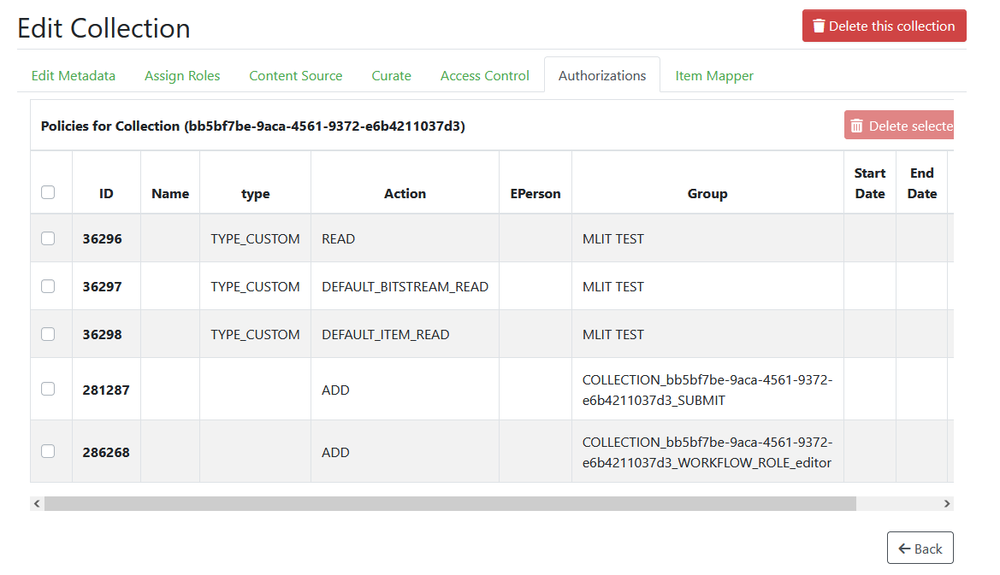 Edit Collection
Delete this collection
Edit Metadata Assign Roles Content Source Curate Access Control Authorizations Item Mapper
Policies for Collection (bb5bf7be-9aca-4561-9372-e6b4211037d3)
Delete selecte
ID Name type Action EPerson Group Start Date End Date
36296 TYPE_CUSTOM READ MLIT TEST
36297 TYPE_CUSTOM DEFAULT_BITSTREAM_READ MLIT TEST
36298 TYPE_CUSTOM DEFAULT_ITEM_READ MLIT TEST
281287 ADD COLLECTION_bb5bf7be-9aca-4561-9372-
e6b4211037d3_SUBMIT
286268 ADD COLLECTION_bb5bf7be-9aca-4561-9372-
e6b4211037d3_WORKFLOW_ROLE_editor
Back